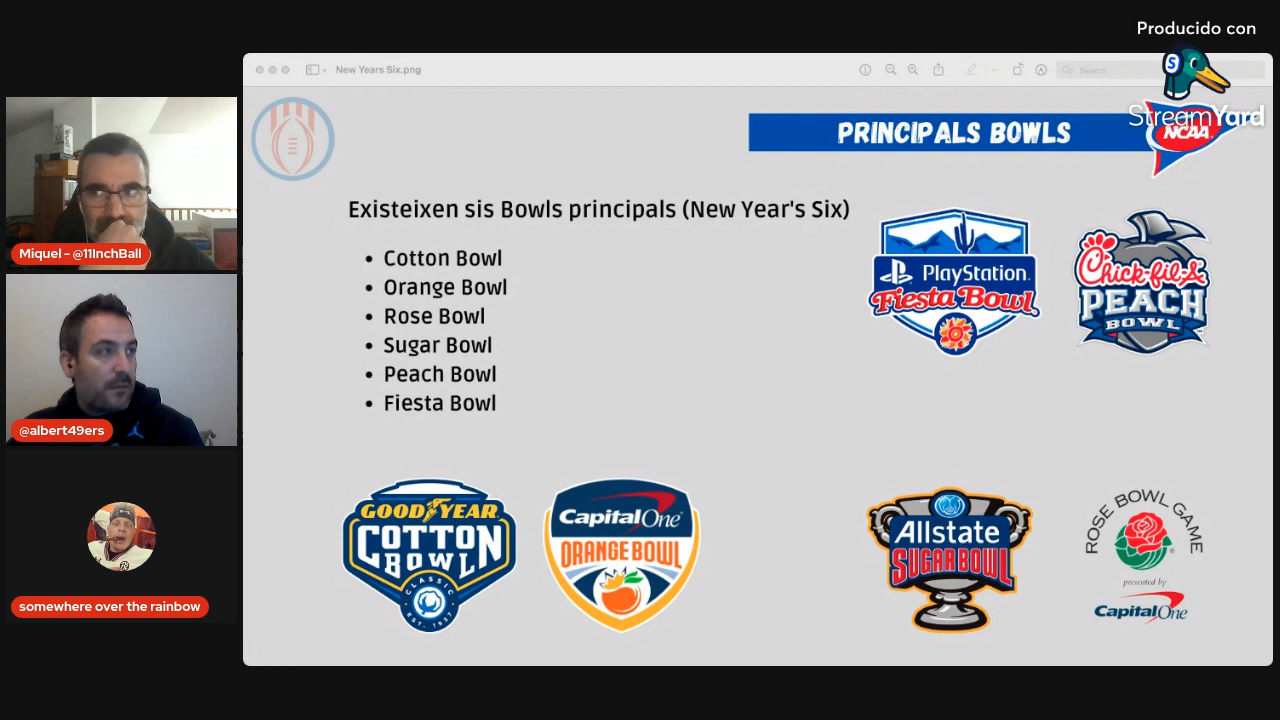 Producido con
StreamYard
New Years Six.png
Search
PRINCIPALS BOWLS
NCAA
Existeixen sis Bowls principals (New Year's Six)
• Cotton Bowl
• Orange Bowl
• Rose Bowl
• Sugar Bowl
• Peach Bowl
• Fiesta Bowl
PlayStation
Fiesta Bowl
Chick-fil-A
PEACH
BOWL
GOODYEAR
COTTON
BOWL
CLASSIC
EST. 1937
Capital One
ORANGE BOWL
Allstate
SUGAR BOWL
ROSE BOWL GAME
presented by
Capital One
Miquel - @11InchBall
@albert49ers
somewhere over the rainbow